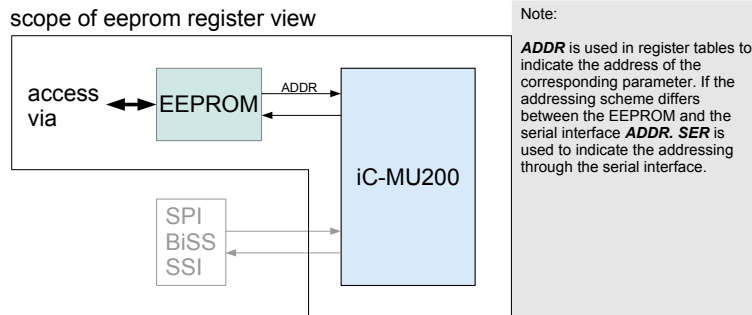 scope of eeprom register view
access
via
EEPROM
ADDR
iC-MU200
SPI
BiSS
SSI
Note:
ADDR is used in register tables to
indicate the address of the
corresponding parameter. If the
addressing scheme differs
between the EEPROM and the
serial interface ADDR. SER is
used to indicate the addressing
through the serial interface.